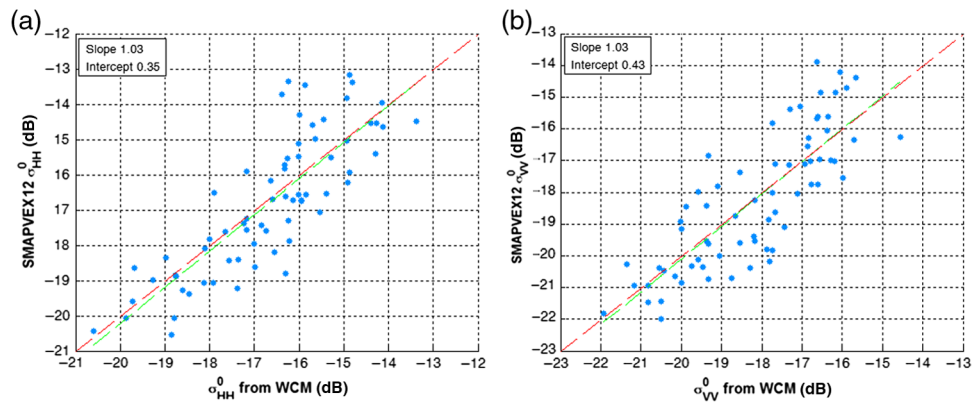 (a)
−12
−13
−14
15
16
17
−18
−19
−20
−21
Slope 1.03
Intercept 0.35
SMAPVEX12 σ⁰HH (dB)
−21 −20 −19 −18 −17 −16 −15 −14 −13 −12
σ⁰HH from WCM (dB)
(b)
−13
−14
−15
−16
−17
−18
−19
−20
−21
−22
−23
Slope 1.03
Intercept 0.43
SMAPVEX12 σ⁰VV (dB)
−23 −22 −21 −20 −19 −18 −17 −16 −15 −14 −13
σ⁰VV from WCM (dB)